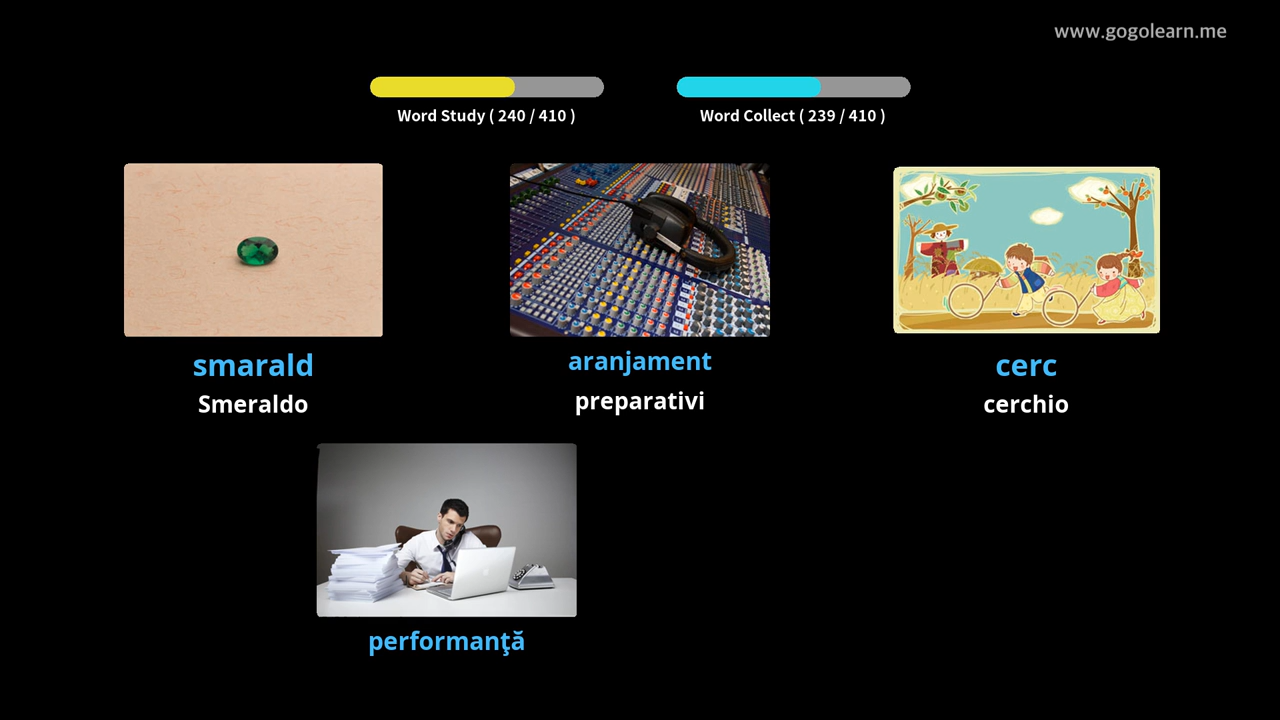 www.gogolearn.me
Word Study ( 240 / 410 )
Word Collect ( 239 / 410 )
smarald
Smeraldo
aranjament
preparativi
cerc
cerchio
performanţă